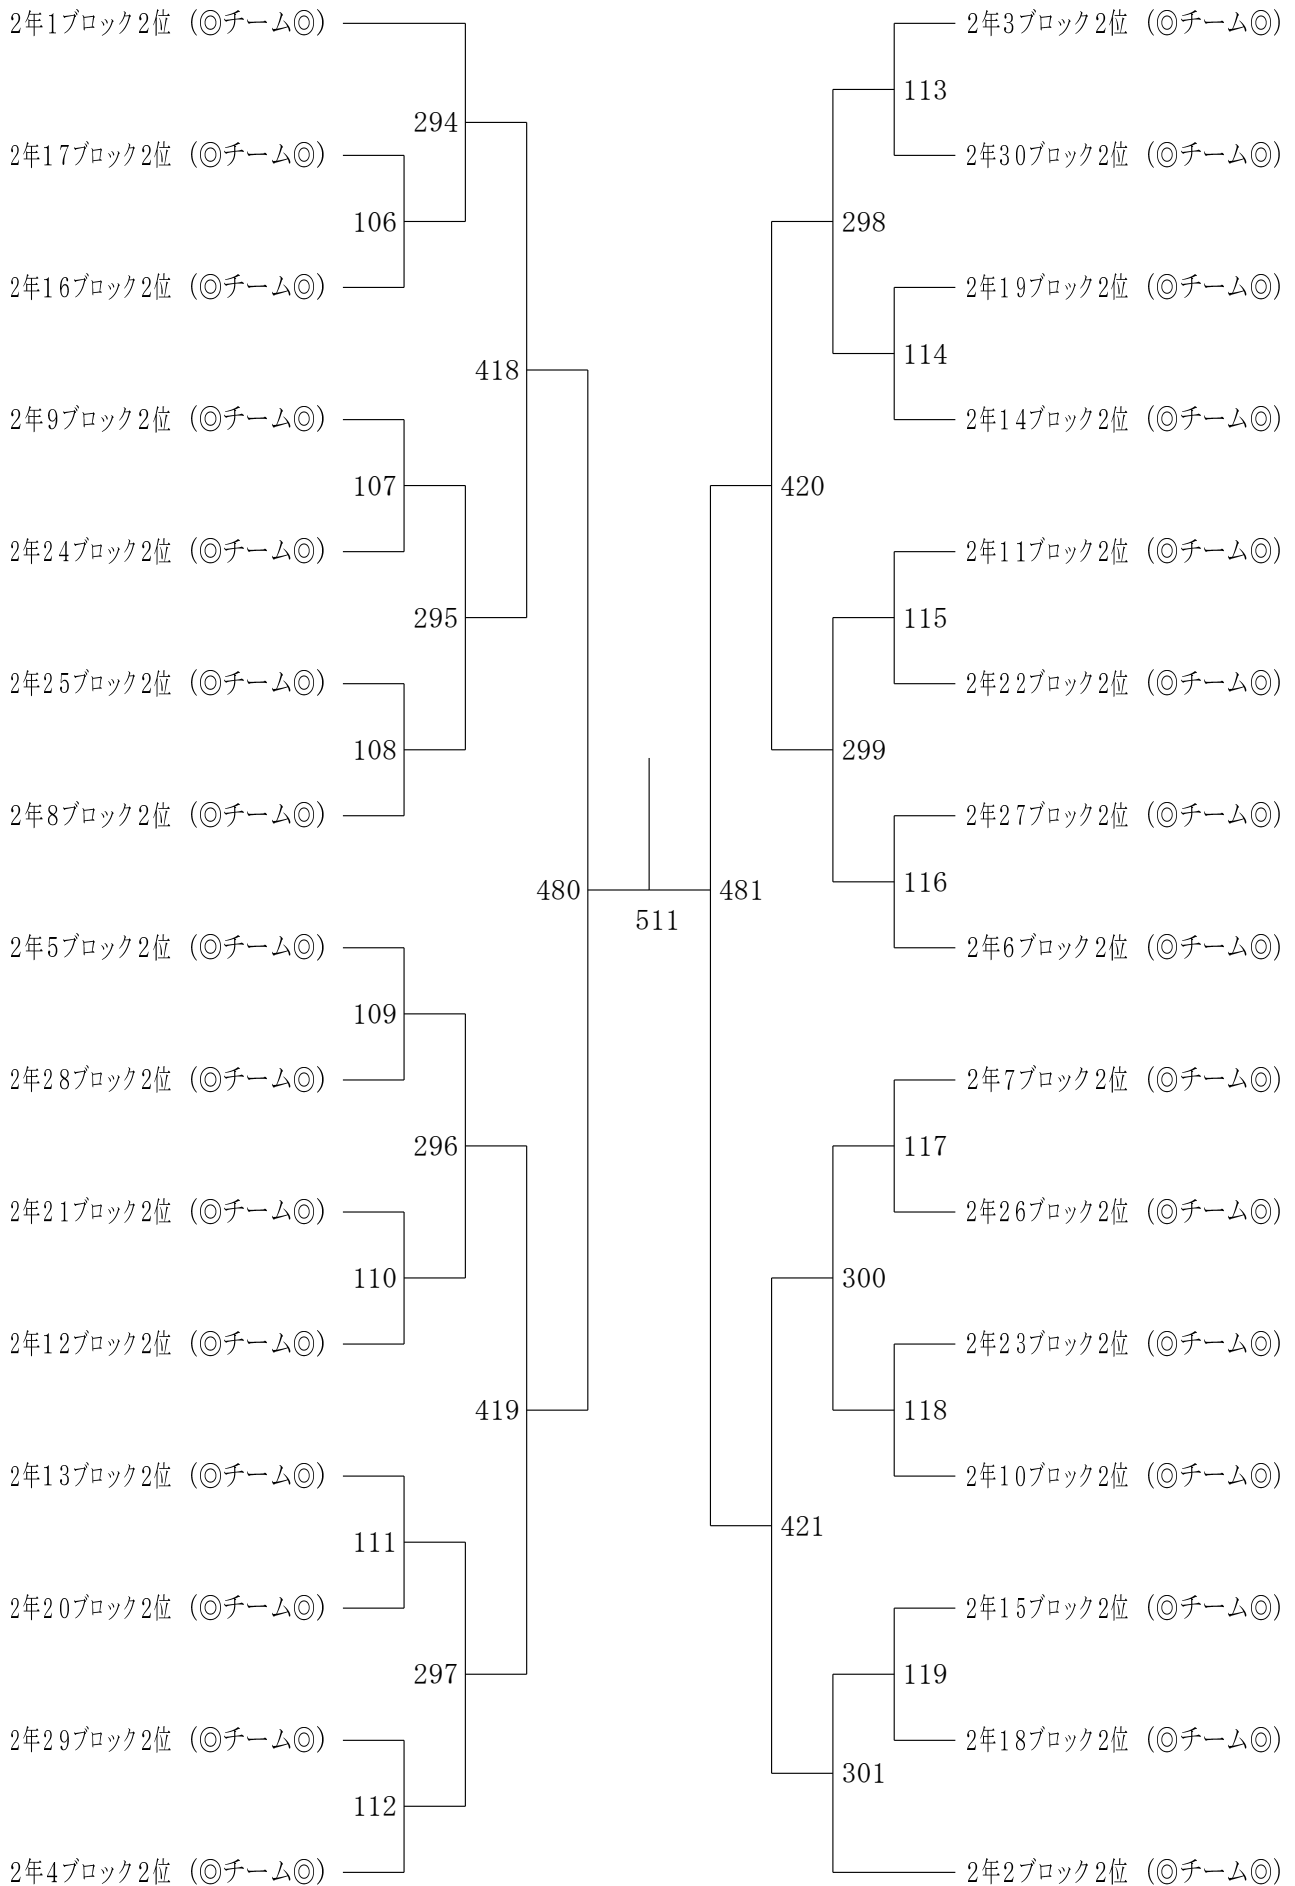 2年1ブロック2位 (◎チーム◎)
294
2年17ブロック2位 (◎チーム◎)
106
2年16ブロック2位 (◎チーム◎)
418
2年9ブロック2位 (◎チーム◎)
107
2年24ブロック2位 (◎チーム◎)
295
2年25ブロック2位 (◎チーム◎)
108
2年8ブロック2位 (◎チーム◎)
480
511
2年5ブロック2位 (◎チーム◎)
109
2年28ブロック2位 (◎チーム◎)
296
2年21ブロック2位 (◎チーム◎)
110
2年12ブロック2位 (◎チーム◎)
419
2年13ブロック2位 (◎チーム◎)
111
2年20ブロック2位 (◎チーム◎)
297
2年29ブロック2位 (◎チーム◎)
112
2年4ブロック2位 (◎チーム◎)
2年3ブロック2位 (◎チーム◎)
113
2年30ブロック2位 (◎チーム◎)
298
2年19ブロック2位 (◎チーム◎)
114
2年14ブロック2位 (◎チーム◎)
420
2年11ブロック2位 (◎チーム◎)
115
2年22ブロック2位 (◎チーム◎)
299
2年27ブロック2位 (◎チーム◎)
116
481
2年6ブロック2位 (◎チーム◎)
2年7ブロック2位 (◎チーム◎)
117
2年26ブロック2位 (◎チーム◎)
300
2年23ブロック2位 (◎チーム◎)
118
2年10ブロック2位 (◎チーム◎)
421
2年15ブロック2位 (◎チーム◎)
119
2年18ブロック2位 (◎チーム◎)
301
2年2ブロック2位 (◎チーム◎)